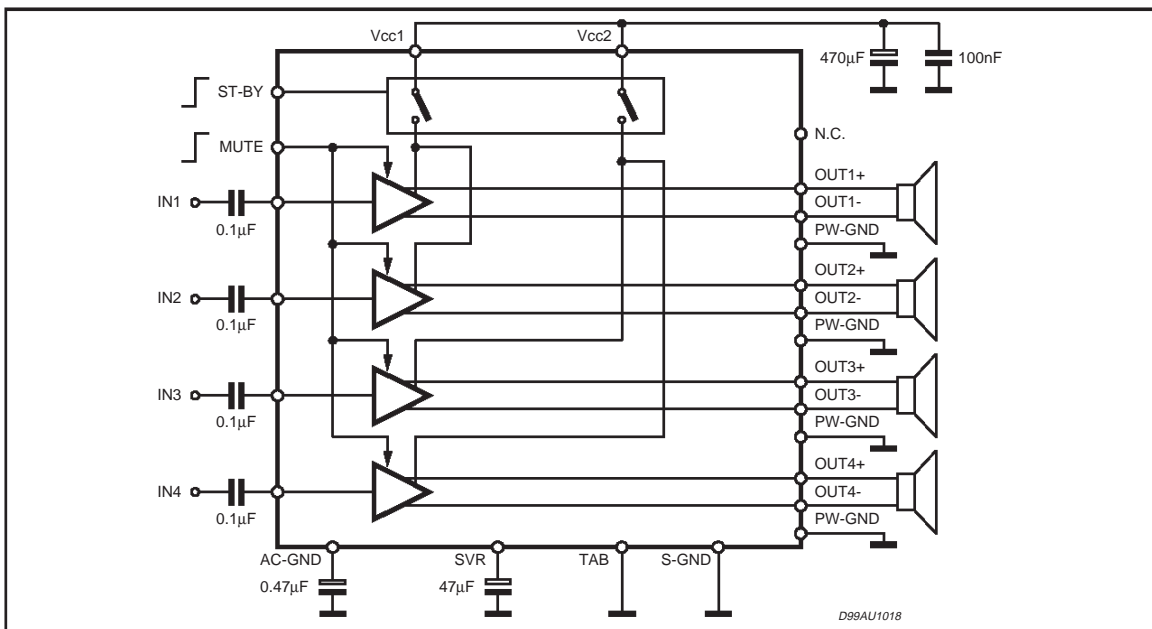 Vcc1
Vcc2
470µF
100nF
ST-BY
N.C.
MUTE
OUT1+
IN1
OUT1-
0.1µF
PW-GND
OUT2+
IN2
OUT2-
0.1µF
PW-GND
OUT3+
IN3
OUT3-
0.1µF
PW-GND
OUT4+
IN4
OUT4-
0.1µF
PW-GND
AC-GND
SVR
TAB
S-GND
0.47µF
47µF
D99AU1018